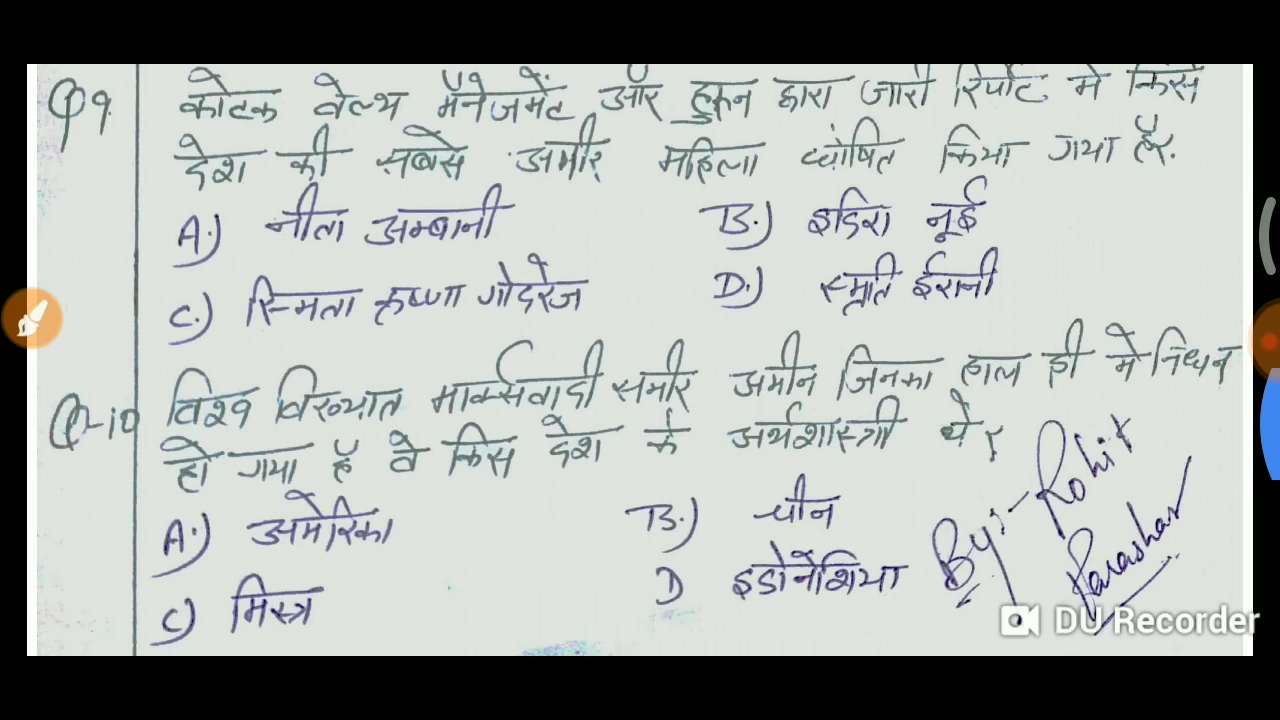 Q9 कोटक वेल्थ मैनेजमेंट और हुरून द्वारा जारी रिपोर्ट में किसे
देश की सबसे अमीर महिला घोषित किया गया है?
A.) नीता अम्बानी B.) इंडिरा नूई
C.) स्मिता कृष्णा गोदरेज D.) स्मृति ईरानी
Q-10 विश्व विख्यात मार्क्सवादी समीर अमीन जिनका हाल ही मे निधन
हो गया है वे किस देश के अर्थशास्त्री थे?
A.) अमेरिका B.) चीन
C) मिस्त्र D इंडोनेशिया
By:- Rohit
Parashar
DU Recorder